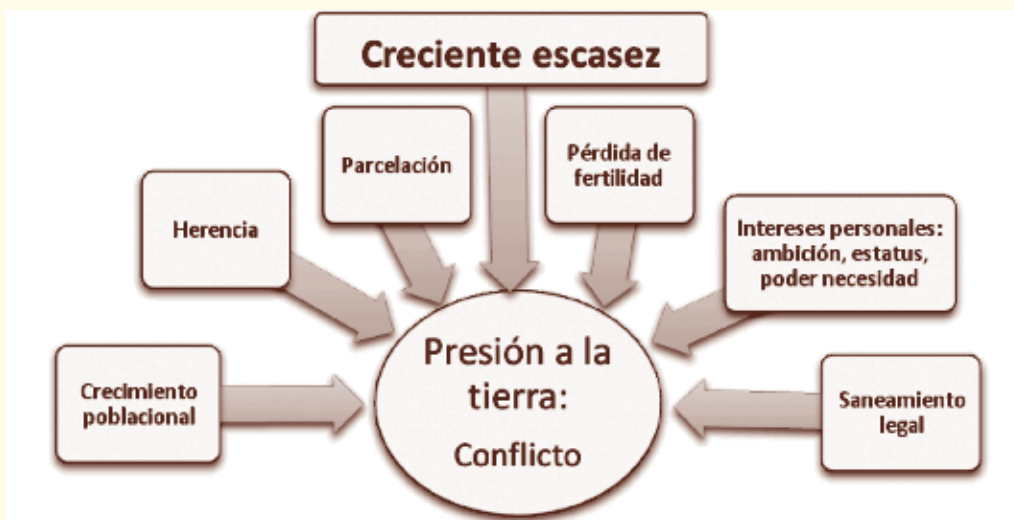 Creciente escasez
Parcelación
Pérdida de
fertilidad
Herencia
Intereses personales:
ambición, estatus,
poder necesidad
Presión a la
tierra:
Conflicto
Crecimiento
poblacional
Saneamiento
legal